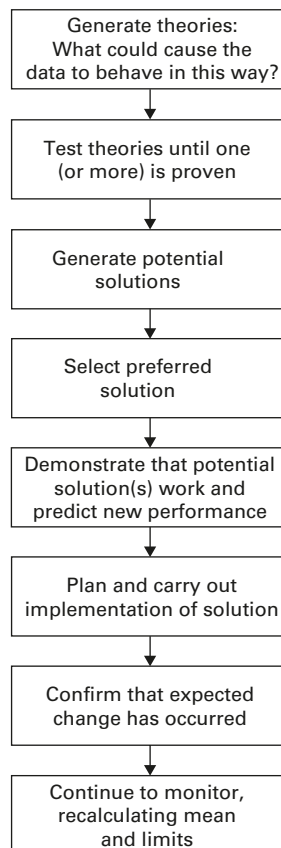 Generate theories:
What could cause the
data to behave in this way?
Test theories until one
(or more) is proven
Generate potential
solutions
Select preferred
solution
Demonstrate that potential
solution(s) work and
predict new performance
Plan and carry out
implementation of solution
Confirm that expected
change has occurred
Continue to monitor,
recalculating mean
and limits